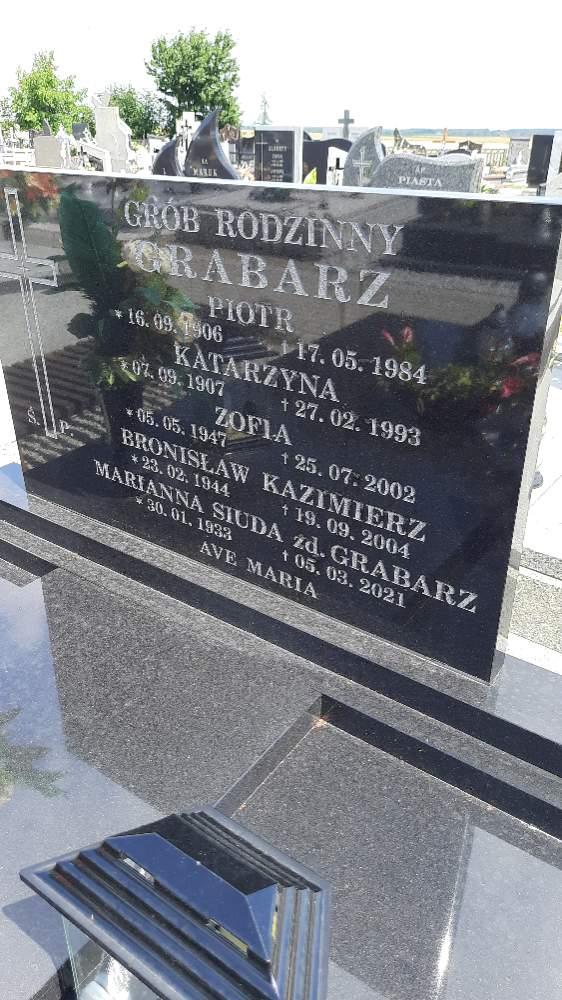 Ś. P.
GRÓB RODZINNY
GRABARZ
PIOTR
*16.09.1906 †17.05.1984
KATARZYNA
*07.09.1907 †27.02.1993
ZOFIA
*05.05.1947 †25.07.2002
BRONISŁAW KAZIMIERZ
*23.02.1944 †19.09.2004
MARIANNA SIUDA zd. GRABARZ
*30.01.1933 †05.03.2021
AVE MARIA
MAREK
PIASTA